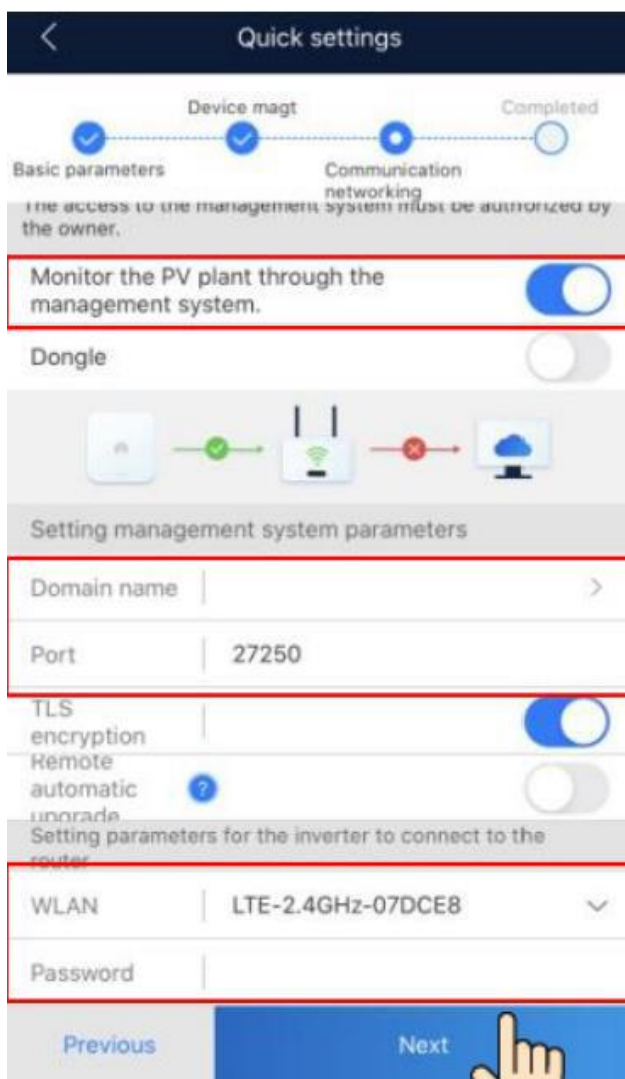 Quick settings
Device magt
Completed
Basic parameters
Communication
networking
The access to the management system must be authorized by
the owner.
Monitor the PV plant through the
management system.
Dongle
Setting management system parameters
Domain name
Port 27250
TLS
encryption
Remote
automatic
upgrade
?
Setting parameters for the inverter to connect to the
router
WLAN LTE-2.4GHz-07DCE8
Password
Previous Next